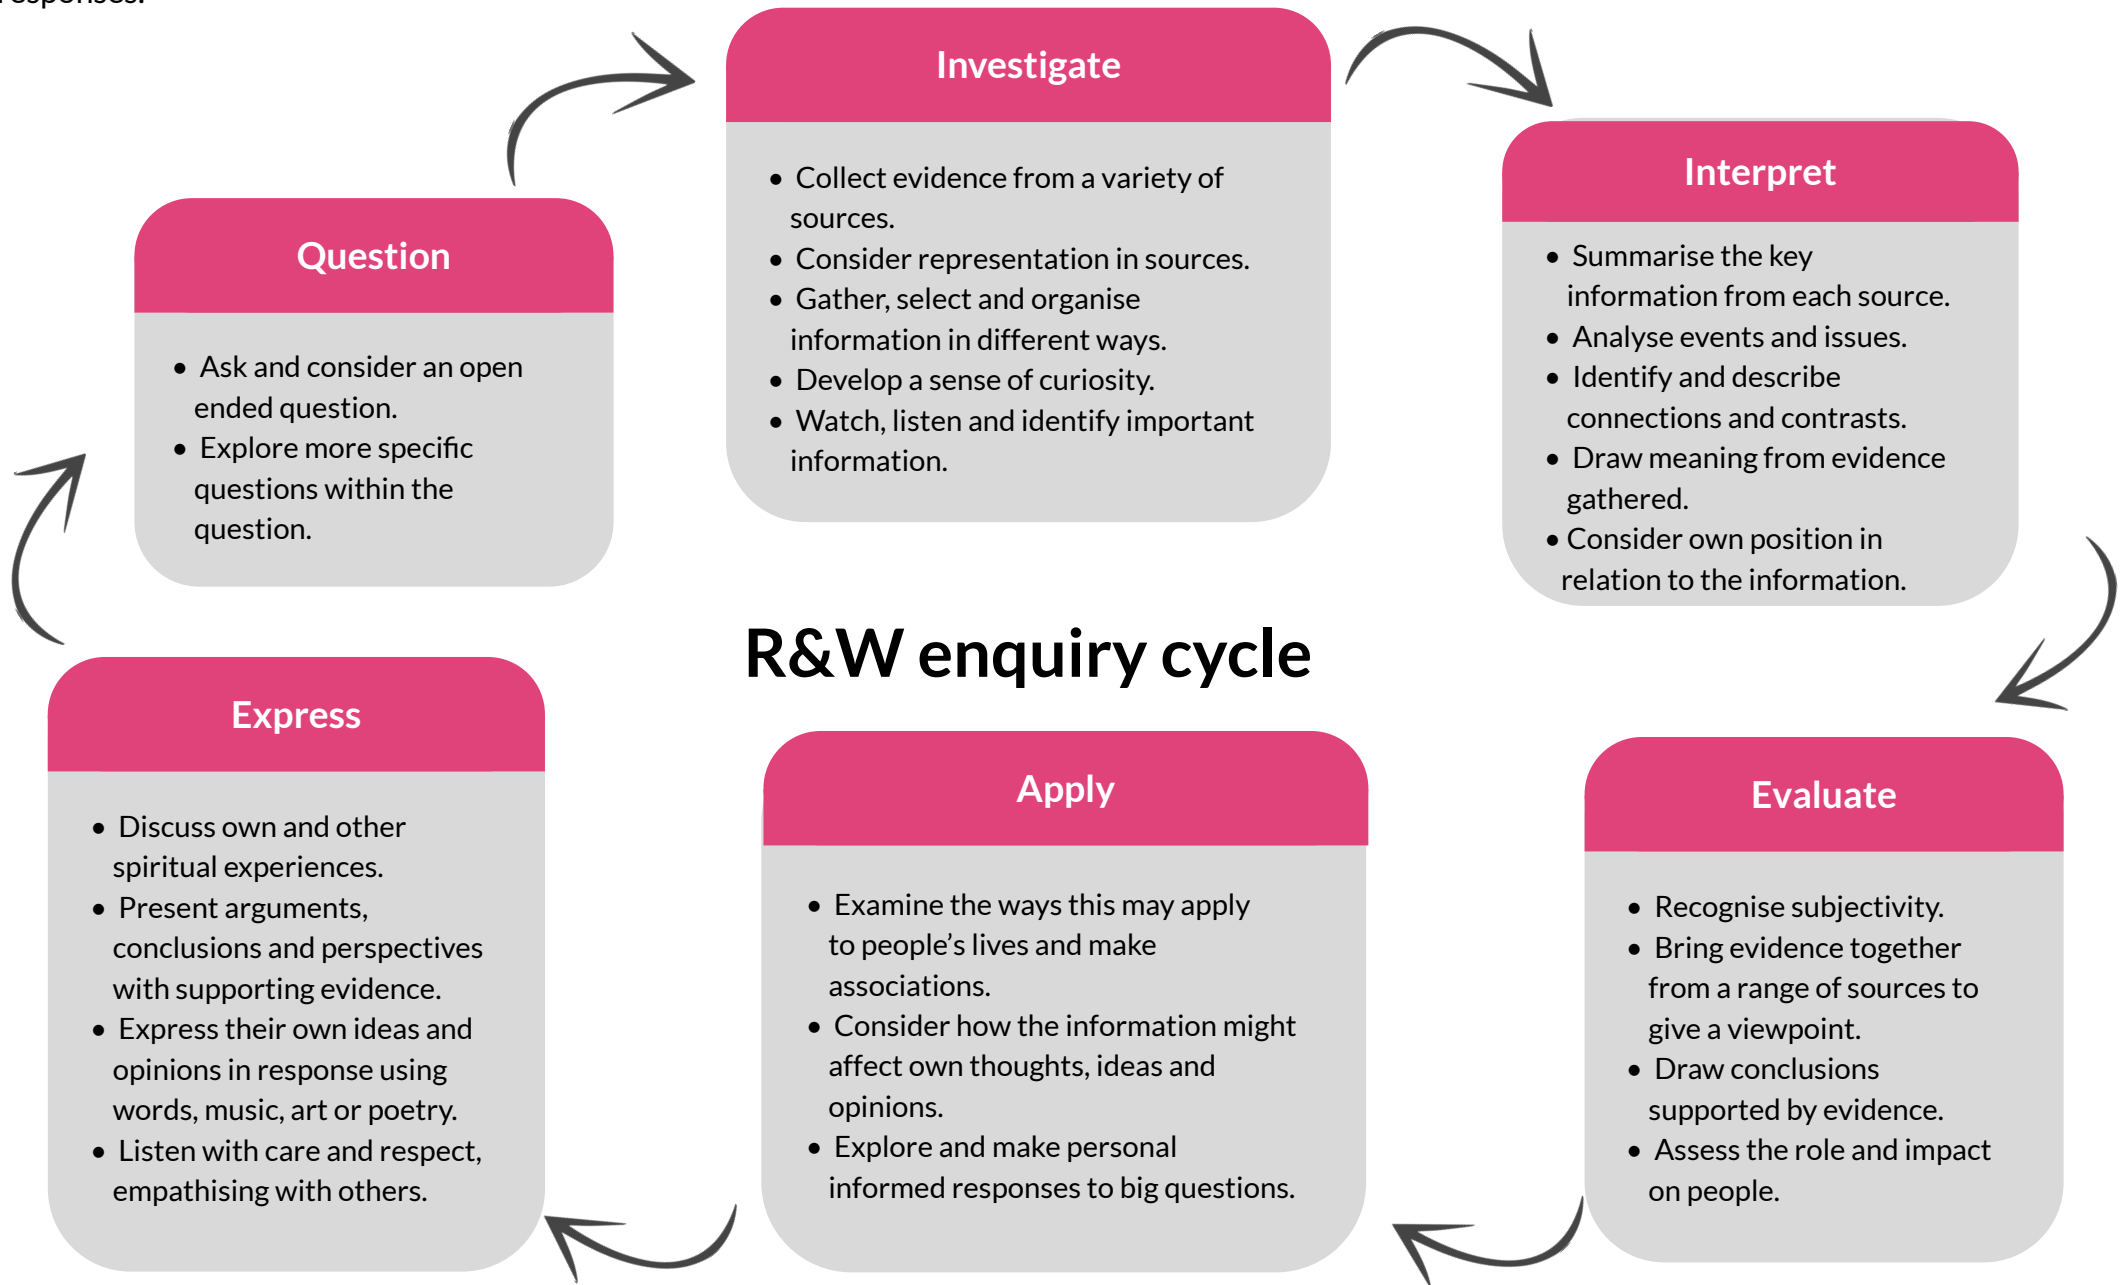 responses.
Investigate
• Collect evidence from a variety of
sources.
• Consider representation in sources.
• Gather, select and organise
information in different ways.
• Develop a sense of curiosity.
• Watch, listen and identify important
information.
Interpret
• Summarise the key
information from each source.
• Analyse events and issues.
• Identify and describe
connections and contrasts.
• Draw meaning from evidence
gathered.
• Consider own position in
relation to the information.
Question
• Ask and consider an open
ended question.
• Explore more specific
questions within the
question.
R&W enquiry cycle
Express
• Discuss own and other
spiritual experiences.
• Present arguments,
conclusions and perspectives
with supporting evidence.
• Express their own ideas and
opinions in response using
words, music, art or poetry.
• Listen with care and respect,
empathising with others.
Apply
• Examine the ways this may apply
to people's lives and make
associations.
• Consider how the information might
affect own thoughts, ideas and
opinions.
• Explore and make personal
informed responses to big questions.
Evaluate
• Recognise subjectivity.
• Bring evidence together
from a range of sources to
give a viewpoint.
• Draw conclusions
supported by evidence.
• Assess the role and impact
on people.